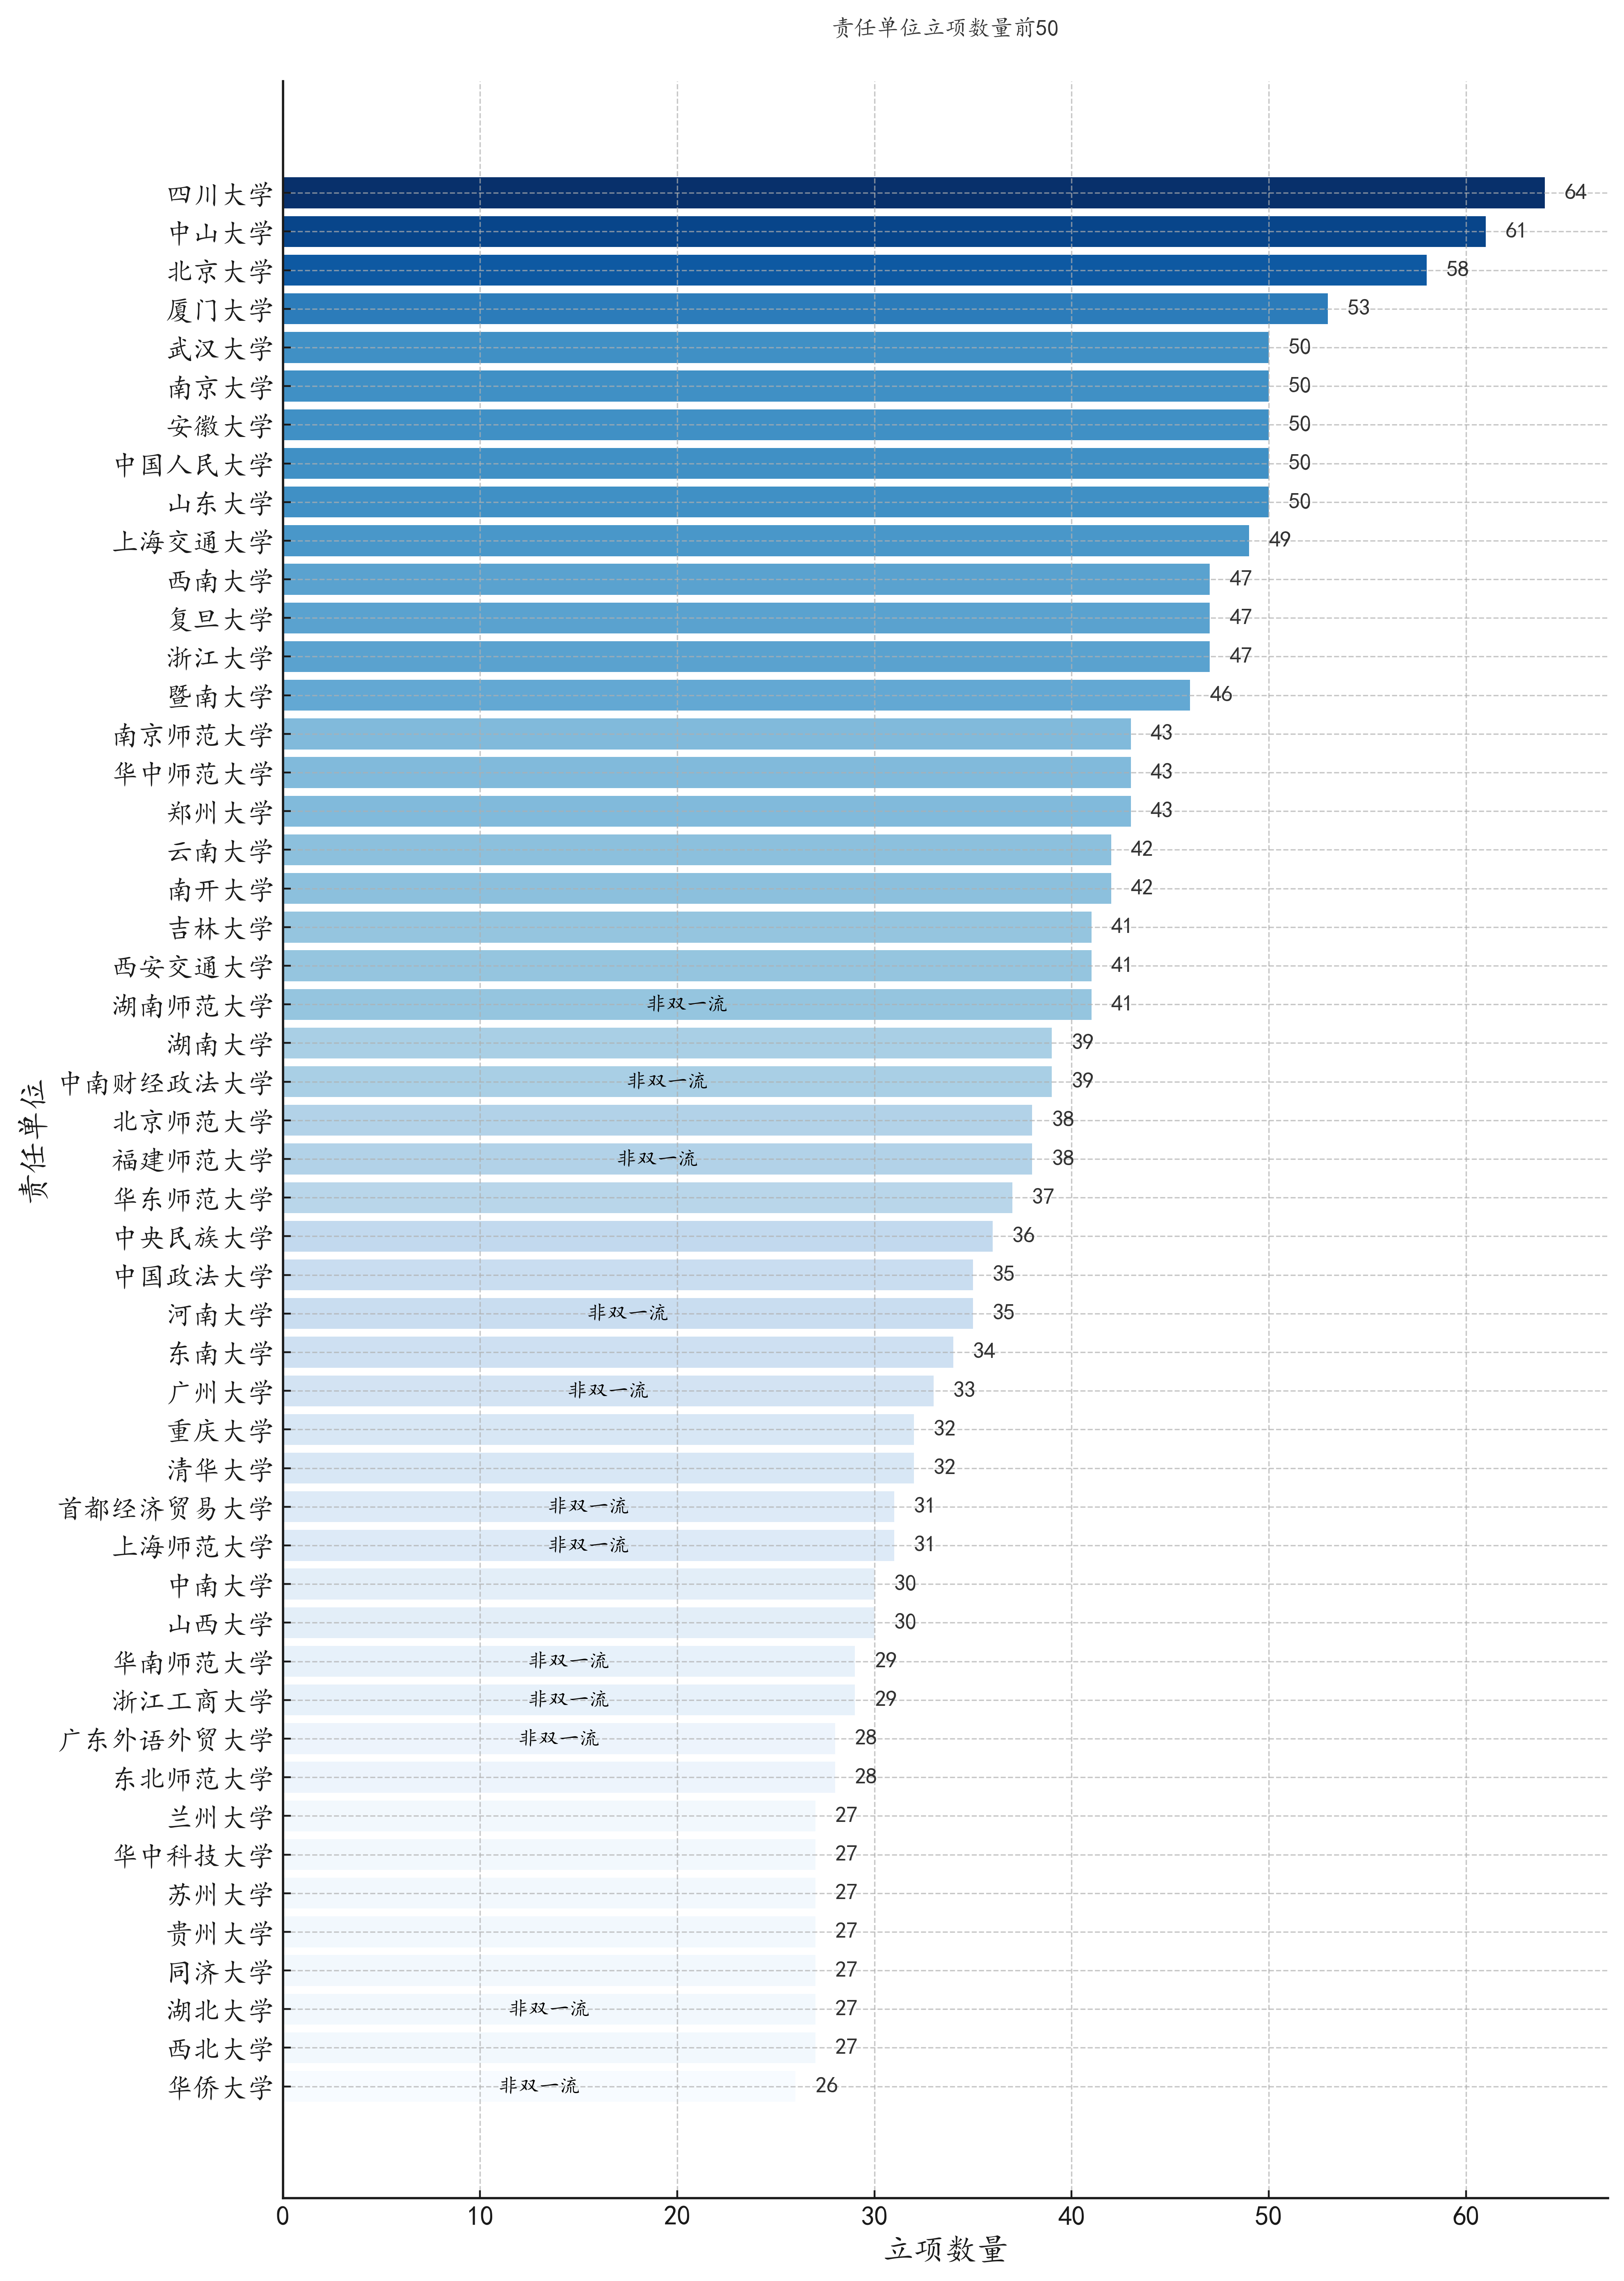 责任单位立项数量前50
四川大学 64
中山大学 61
北京大学 58
厦门大学 53
武汉大学 50
南京大学 50
安徽大学 50
中国人民大学 50
山东大学 50
上海交通大学 49
西南大学 47
复旦大学 47
浙江大学 47
暨南大学 46
南京师范大学 43
华中师范大学 43
郑州大学 43
云南大学 42
南开大学 42
吉林大学 41
西安交通大学 41
湖南师范大学 非双一流 41
湖南大学 39
中南财经政法大学 非双一流 39
北京师范大学 38
福建师范大学 非双一流 38
华东师范大学 37
中央民族大学 36
中国政法大学 35
河南大学 非双一流 35
东南大学 34
广州大学 非双一流 33
重庆大学 32
清华大学 32
首都经济贸易大学 非双一流 31
上海师范大学 非双一流 31
中南大学 30
山西大学 30
华南师范大学 非双一流 29
浙江工商大学 非双一流 29
广东外语外贸大学 非双一流 28
东北师范大学 28
兰州大学 27
华中科技大学 27
苏州大学 27
贵州大学 27
同济大学 27
湖北大学 非双一流 27
西北大学 27
华侨大学 非双一流 26
责任单位
0 10 20 30 40 50 60
立项数量